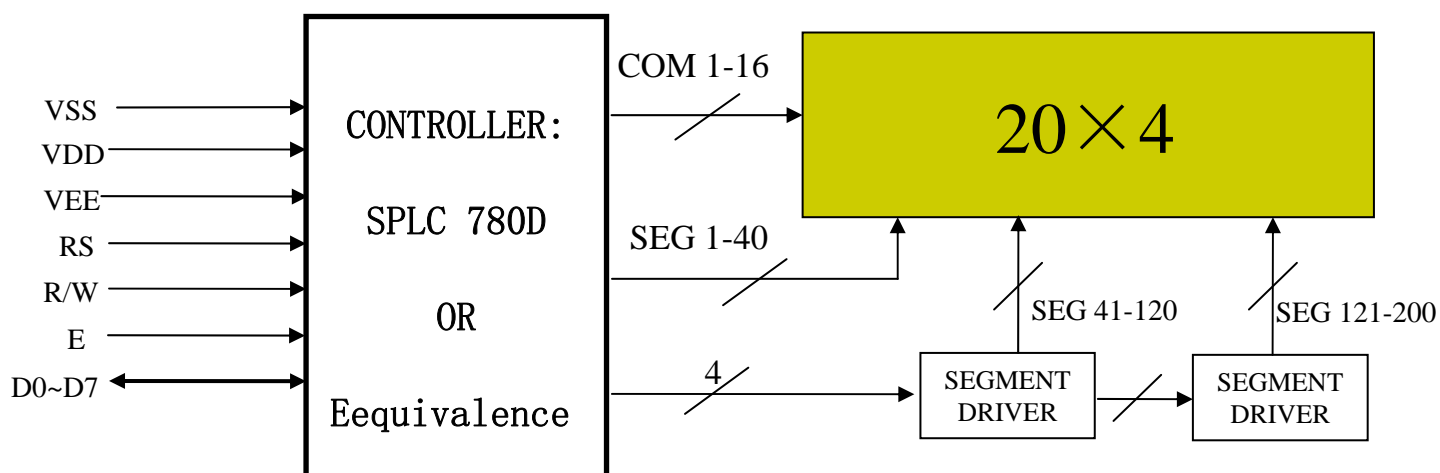 VSS
VDD
VEE
RS
R/W
E
D0~D7
CONTROLLER:
SPLC 780D
OR
Eequivalence
COM 1-16
SEG 1-40
4
20×4
SEG 41-120
SEG 121-200
SEGMENT
DRIVER
SEGMENT
DRIVER